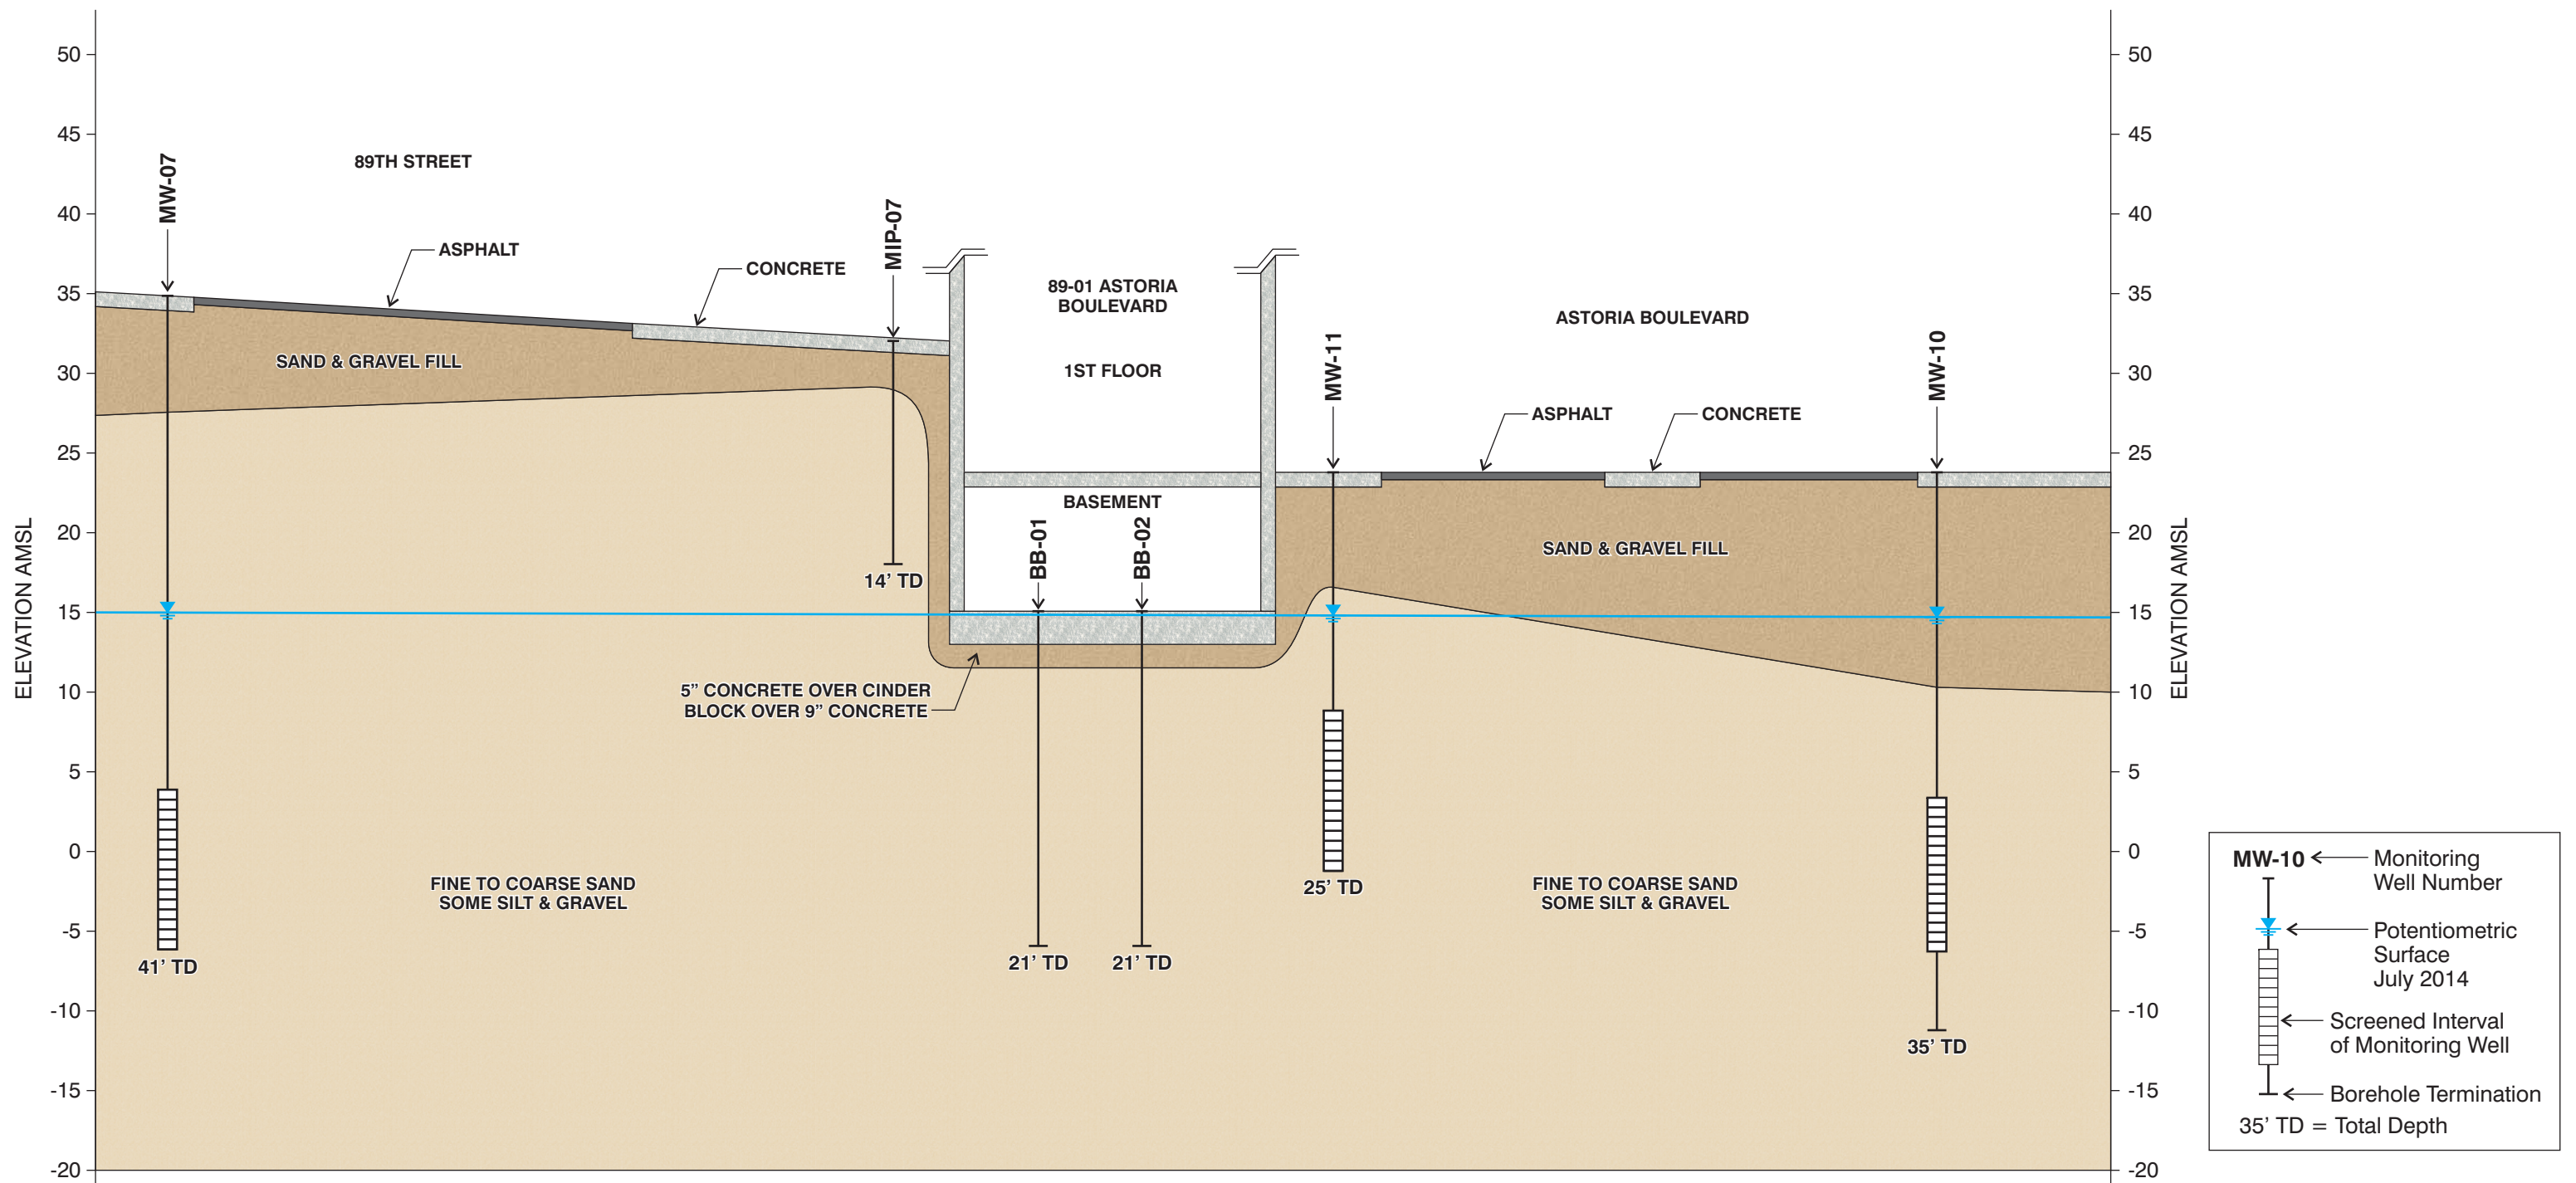 50
45
40
35
30
25
20
15
10
5
0
-5
-10
-15
-20
ELEVATION AMSL
MW-07
89TH STREET
ASPHALT
CONCRETE
MIP-07
SAND & GRAVEL FILL
14’ TD
89-01 ASTORIA
BOULEVARD
1ST FLOOR
BASEMENT
BB-01
BB-02
5” CONCRETE OVER CINDER
BLOCK OVER 9” CONCRETE
MW-11
ASTORIA BOULEVARD
ASPHALT
CONCRETE
MW-10
SAND & GRAVEL FILL
FINE TO COARSE SAND
SOME SILT & GRAVEL
FINE TO COARSE SAND
SOME SILT & GRAVEL
41’ TD
21’ TD
21’ TD
25’ TD
35’ TD
50
45
40
35
30
25
20
15
10
5
0
-5
-10
-15
-20
ELEVATION AMSL
MW-10
Monitoring
Well Number
Potentiometric
Surface
July 2014
Screened Interval
of Monitoring Well
Borehole Termination
35’ TD = Total Depth